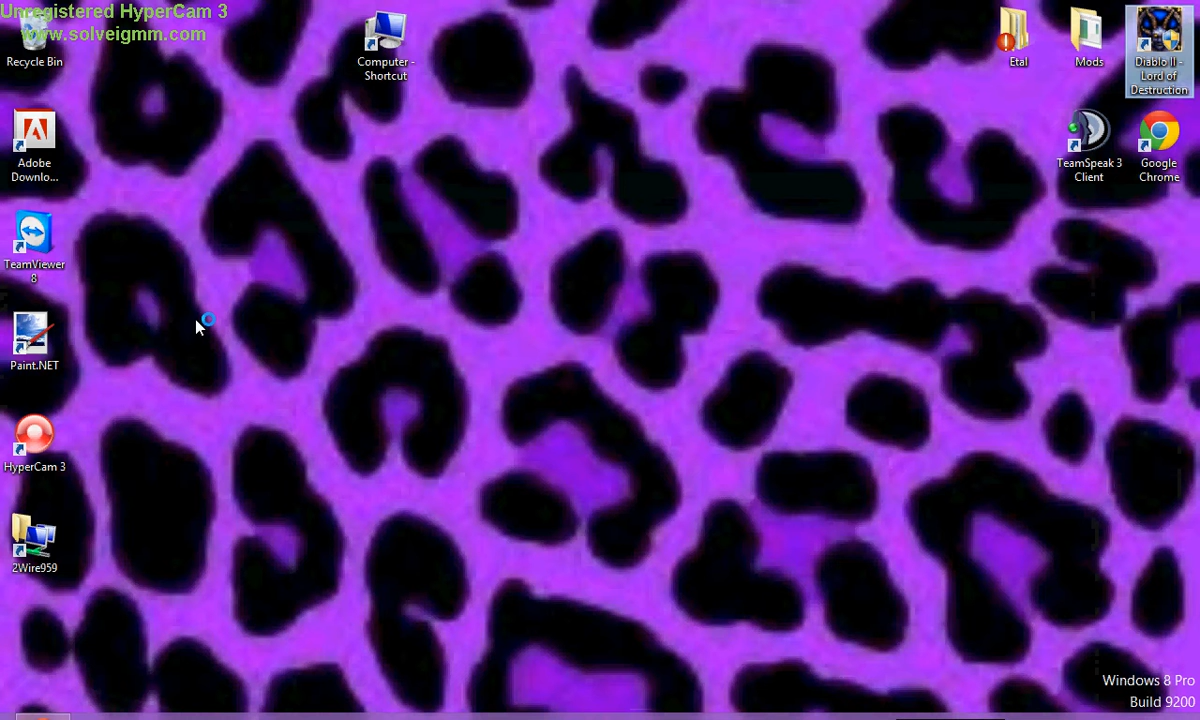 Unregistered HyperCam 3
www.solveigmm.com
Recycle Bin
Computer -
Shortcut
Etal
Mods
Diablo II -
Lord of
Destruction
Adobe
Downlo...
TeamSpeak 3
Client
Google
Chrome
TeamViewer
8
Paint.NET
HyperCam 3
2Wire959
Windows 8 Pro
Build 9200